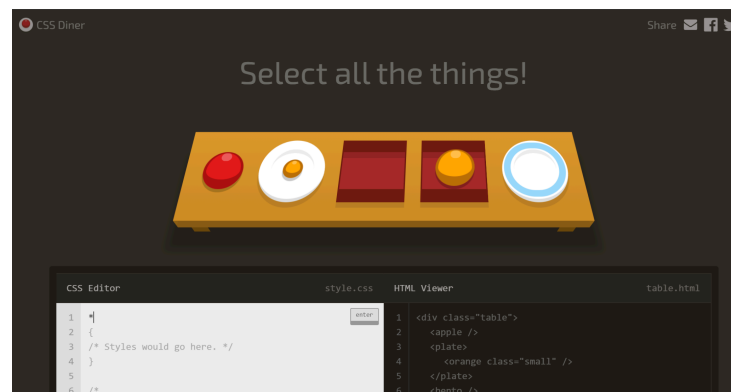 CSS Diner
Share
Select all the things!
CSS Editor style.css
HTML Viewer table.html
1 *
enter
2 {
3 /* Styles would go here. */
4 }
5
6 /*
1 <div class="table">
2 <apple />
3 <plate>
4 <orange class="small" />
5 </plate>
6 <bento />